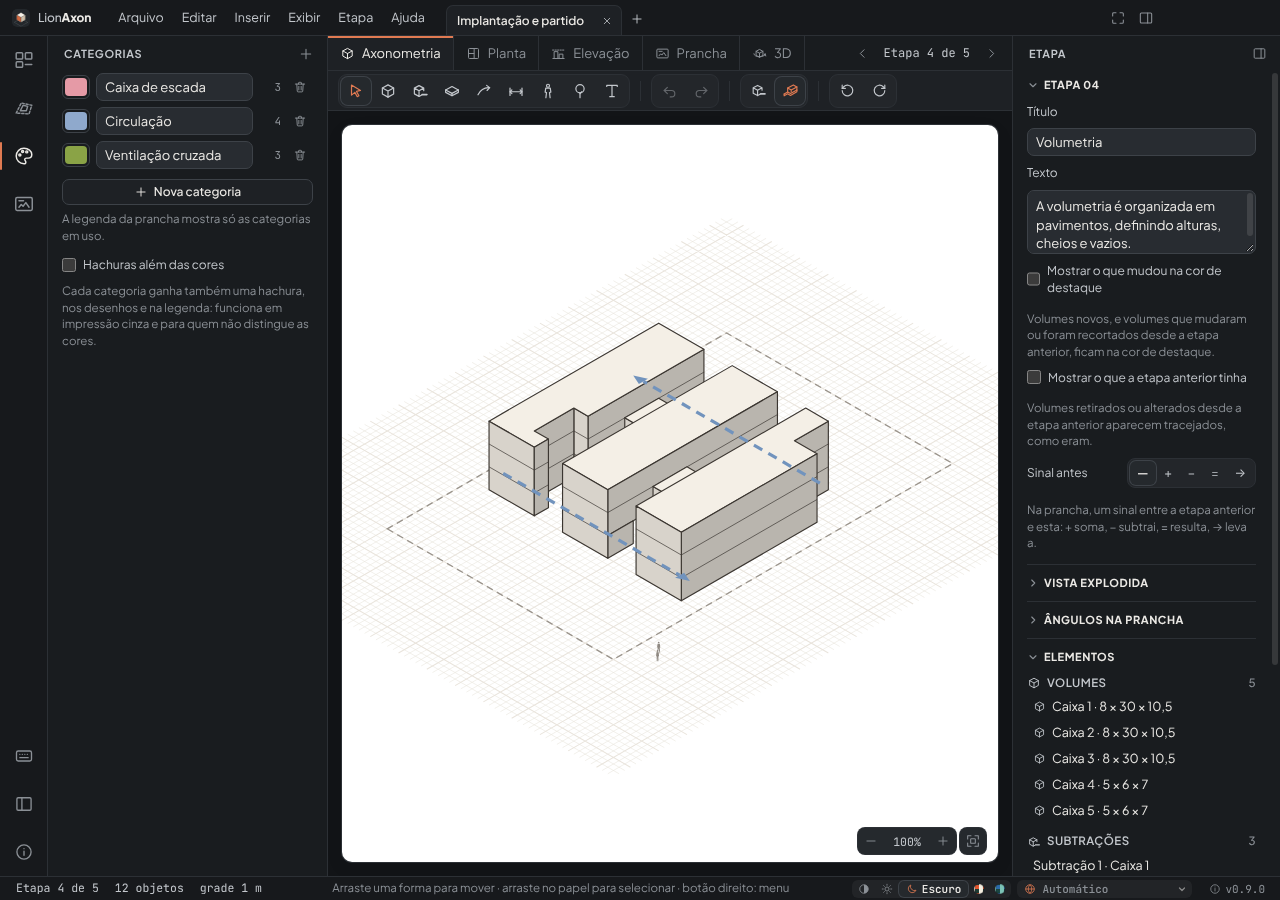 LionAxon
Arquivo Editar Inserir Exibir Etapa Ajuda
Implantação e partido
CATEGORIAS
Caixa de escada 3
Circulação 4
Ventilação cruzada 3
Nova categoria
A legenda da prancha mostra só as categorias
em uso.
Hachuras além das cores
Cada categoria ganha também uma hachura,
nos desenhos e na legenda: funciona em
impressão cinza e para quem não distingue as
cores.
Axonometria Planta Elevação Prancha 3D
Etapa 4 de 5
100%
ETAPA
ETAPA 04
Título
Volumetria
Texto
A volumetria é organizada em
pavimentos, definindo alturas,
cheios e vazios.
Mostrar o que mudou na cor de
destaque
Volumes novos, e volumes que mudaram
ou foram recortados desde a etapa
anterior, ficam na cor de destaque.
Mostrar o que a etapa anterior tinha
Volumes retirados ou alterados desde a
etapa anterior aparecem tracejados,
como eram.
Sinal antes — + − = →
Na prancha, um sinal entre a etapa anterior
e esta: + soma, − subtrai, = resulta, → leva
a.
VISTA EXPLODIDA
ÂNGULOS NA PRANCHA
ELEMENTOS
VOLUMES 5
Caixa 1 · 8 × 30 × 10,5
Caixa 2 · 8 × 30 × 10,5
Caixa 3 · 8 × 30 × 10,5
Caixa 4 · 5 × 6 × 7
Caixa 5 · 5 × 6 × 7
SUBTRAÇÕES 3
Subtração 1 · Caixa 1
Etapa 4 de 5 12 objetos grade 1 m
Arraste uma forma para mover · arraste no papel para selecionar · botão direito: menu
Escuro
Automático
v0.9.0